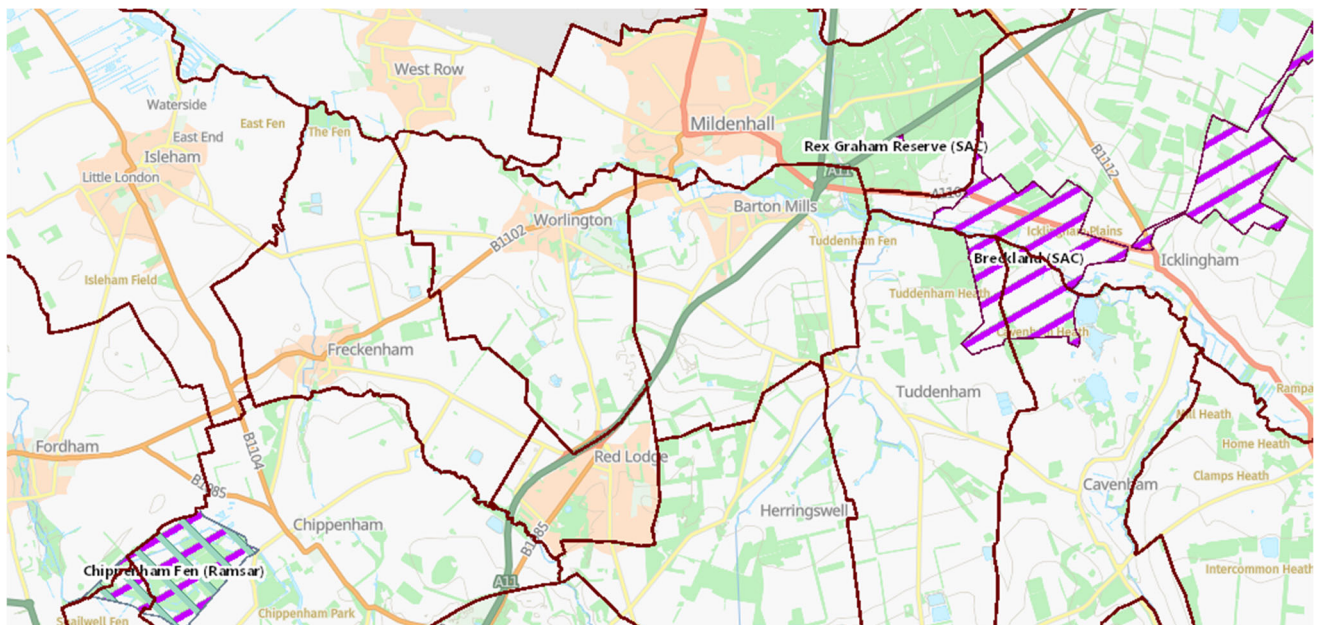 West Row
Waterside
East Fen
The Fen
East End
Isleham
Little London
Mildenhall
Rex Graham Reserve (SAC)
B1112
A11
Worlington
Barton Mills
B1102
Tuddenham Fen
Icklingham Plains
Breckland (SAC)
Icklingham
Isleham Field
Tuddenham Heath
Cavenham Heath
Freckenham
Tuddenham
Rampa
Mill Heath
Fordham
Home Heath
B1104
Red Lodge
Clamps Heath
B1085
Cavenham
Chippenham
Herringswell
B1085
Chippenham Fen (Ramsar)
Intercommon Heath
A11
Chippenham Park
Snailwell Fen